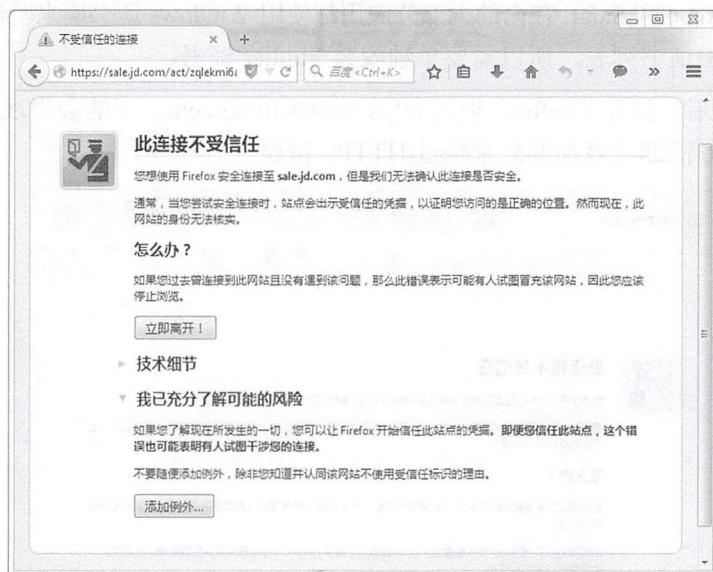 不受信任的连接
https://sale.jd.com/act/zqlekmi6a
百度 <Ctrl+K>
此连接不受信任
您想使用 Firefox 安全连接至 sale.jd.com，但是我们无法确认此连接是否安全。
通常，当您尝试安全连接时，站点会出示受信任的凭据，以证明您访问的是正确的位置。然而现在，此
网站的身份无法核实。
怎么办？
如果您过去曾连接到此网站且没有遇到该问题，那么此错误表示可能有人试图冒充该网站，因此您应该
停止浏览。
立即离开！
技术细节
我已充分了解可能的风险
如果您了解现在所发生的一切，您可以让 Firefox 开始信任此站点的凭据。即便您信任此站点，这个错
误也可能表明有人试图干涉您的连接。
不要随便添加例外，除非您知道并认同该网站不使用受信任标识的理由。
添加例外...